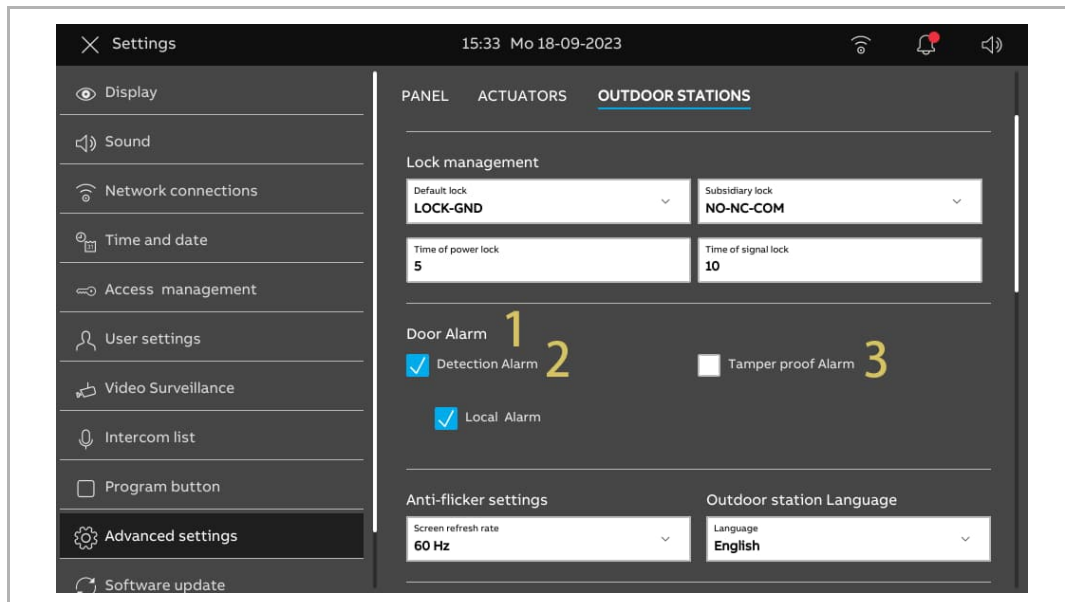 Settings
15:33 Mo 18-09-2023
Display
Sound
Network connections
Time and date
Access management
User settings
Video Surveillance
Intercom list
Program button
Advanced settings
Software update
PANEL ACTUATORS OUTDOOR STATIONS
Lock management
Default lock
LOCK-GND
Subsidiary lock
NO-NC-COM
Time of power lock
5
Time of signal lock
10
Door Alarm 1
Detection Alarm 2
Tamper proof Alarm 3
Local Alarm
Anti-flicker settings
Screen refresh rate
60 Hz
Outdoor station Language
Language
English